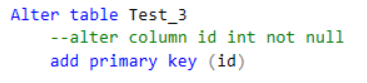 Alter table Test_3
--alter column id int not null
add primary key (id)